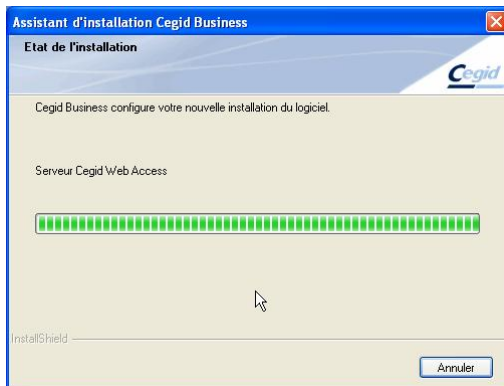 Assistant d'installation Cegid Business
Etat de l'installation
Cegid
Cegid Business configure votre nouvelle installation du logiciel.
Serveur Cegid Web Access
InstallShield
Annuler